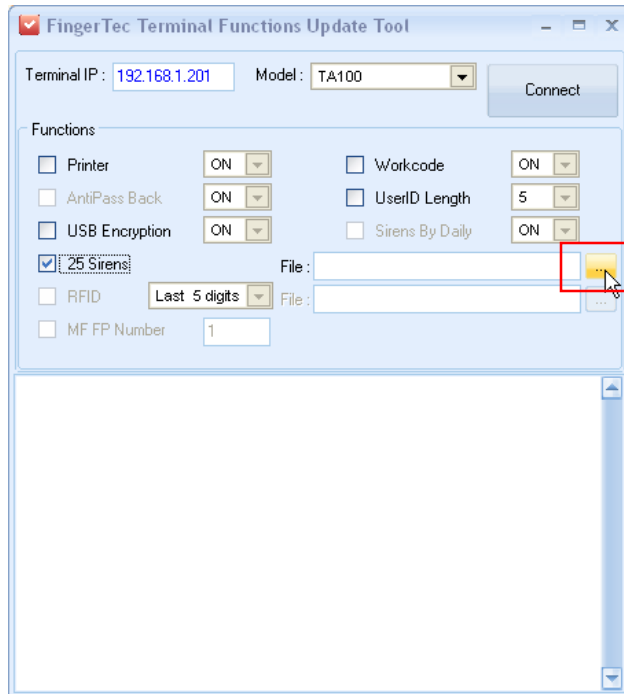 FingerTec Terminal Functions Update Tool
Terminal IP : 192.168.1.201 Model : TA100 Connect
Functions
Printer ON Workcode ON
AntiPass Back ON UserID Length 5
USB Encryption ON Sirens By Daily ON
25 Sirens File : ...
RFID Last 5 digits File : ...
MF FP Number 1